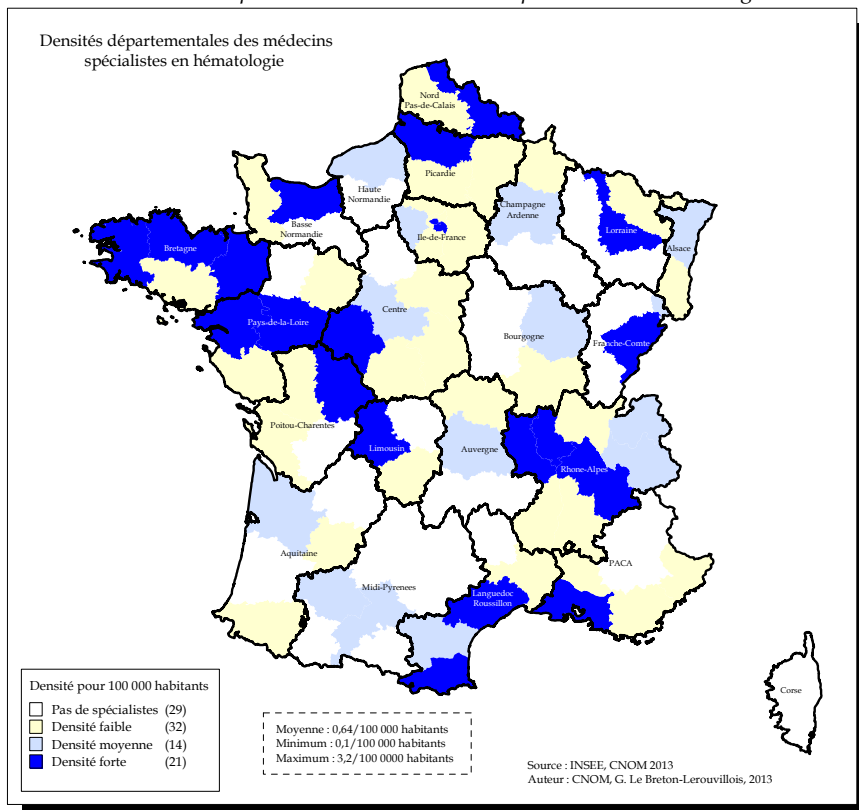 Densités départementales des médecins
spécialistes en hématologie
Nord
Pas-de-Calais
Picardie
Haute
Normandie
Champagne
Ardenne
Basse
Normandie
Ile-de-France
Lorraine
Alsace
Bretagne
Centre
Pays-de-la-Loire
Bourgogne
Franche-Comte
Poitou-Charentes
Limousin
Auvergne
Rhone-Alpes
Aquitaine
PACA
Midi-Pyrenees
Languedoc
Roussillon
Corse
Densité pour 100 000 habitants
Pas de spécialistes (29)
Densité faible (32)
Densité moyenne (14)
Densité forte (21)
Moyenne : 0,64/100 000 habitants
Minimum : 0,1/100 000 habitants
Maximum : 3,2/100 0000 habitants
Source : INSEE, CNOM 2013
Auteur : CNOM, G. Le Breton-Lerouvillois, 2013